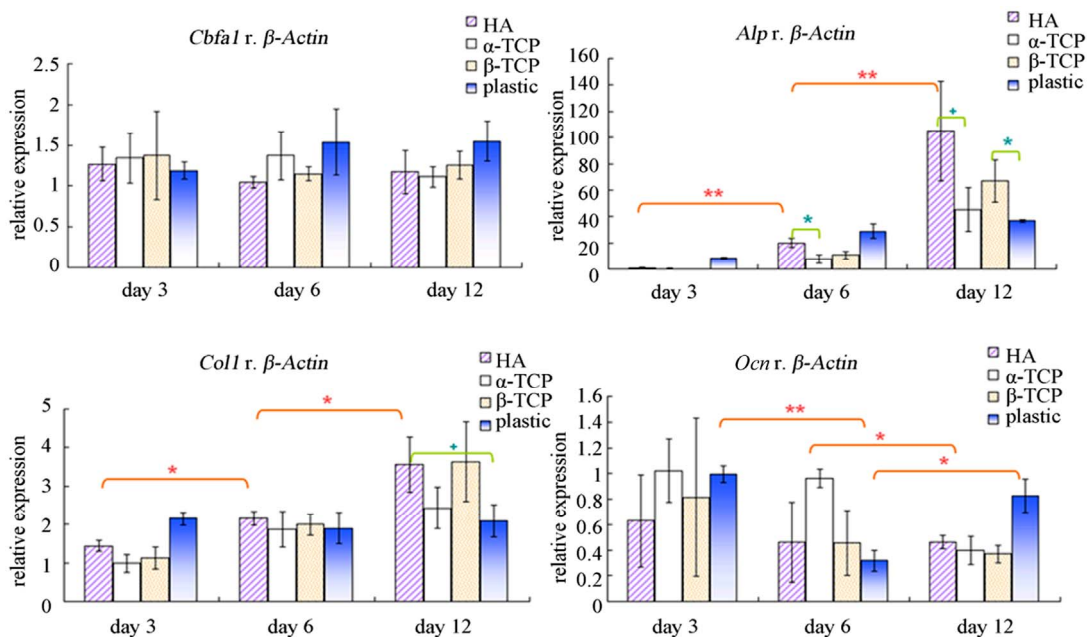 Cbfa1 r. β-Actin
HA
α-TCP
β-TCP
plastic
relative expression
2.5
2
1.5
1
0.5
0
day 3 day 6 day 12
Alp r. β-Actin
HA
α-TCP
β-TCP
plastic
relative expression
160
140
120
100
80
60
40
20
0
**
**
*
+
*
day 3 day 6 day 12
Col1 r. β-Actin
HA
α-TCP
β-TCP
plastic
relative expression
5
4
3
2
1
0
*
*
+
day 3 day 6 day 12
Ocn r. β-Actin
HA
α-TCP
β-TCP
plastic
relative expression
1.6
1.4
1.2
1
0.8
0.6
0.4
0.2
0
**
*
*
day 3 day 6 day 12